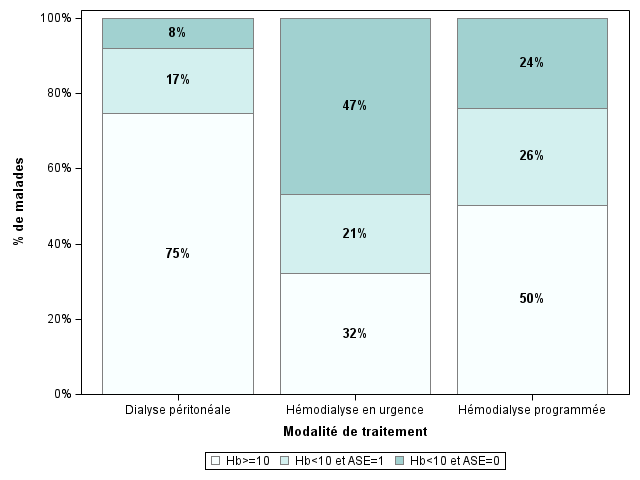 100%
80%
60%
40%
20%
0%
% de malades
8%
17%
75%
47%
21%
32%
24%
26%
50%
Dialyse péritonéale
Hémodialyse en urgence
Hémodialyse programmée
Modalité de traitement
Hb>=10
Hb<10 et ASE=1
Hb<10 et ASE=0